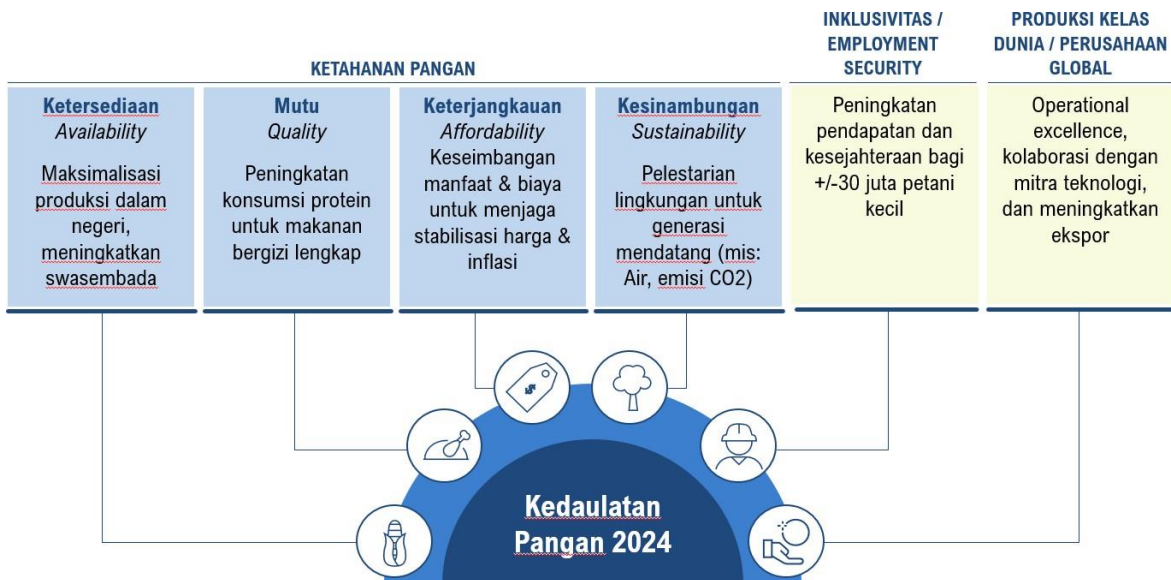 KETAHANAN PANGAN
INKLUSIVITAS /
EMPLOYMENT
SECURITY
PRODUKSI KELAS
DUNIA / PERUSAHAAN
GLOBAL
Ketersediaan
Availability
Maksimalisasi
produksi dalam
negeri,
meningkatkan
swasembada
Mutu
Quality
Peningkatan
konsumsi protein
untuk makanan
bergizi lengkap
Keterjangkauan
Affordability
Keseimbangan
manfaat & biaya
untuk menjaga
stabilisasi harga &
inflasi
Kesinambungan
Sustainability
Pelestarian
lingkungan untuk
generasi
mendatang (mis:
Air, emisi CO2)
Peningkatan
pendapatan dan
kesejahteraan bagi
+/-30 juta petani
kecil
Operational
excellence,
kolaborasi dengan
mitra teknologi,
dan meningkatkan
ekspor
Kedaulatan
Pangan 2024